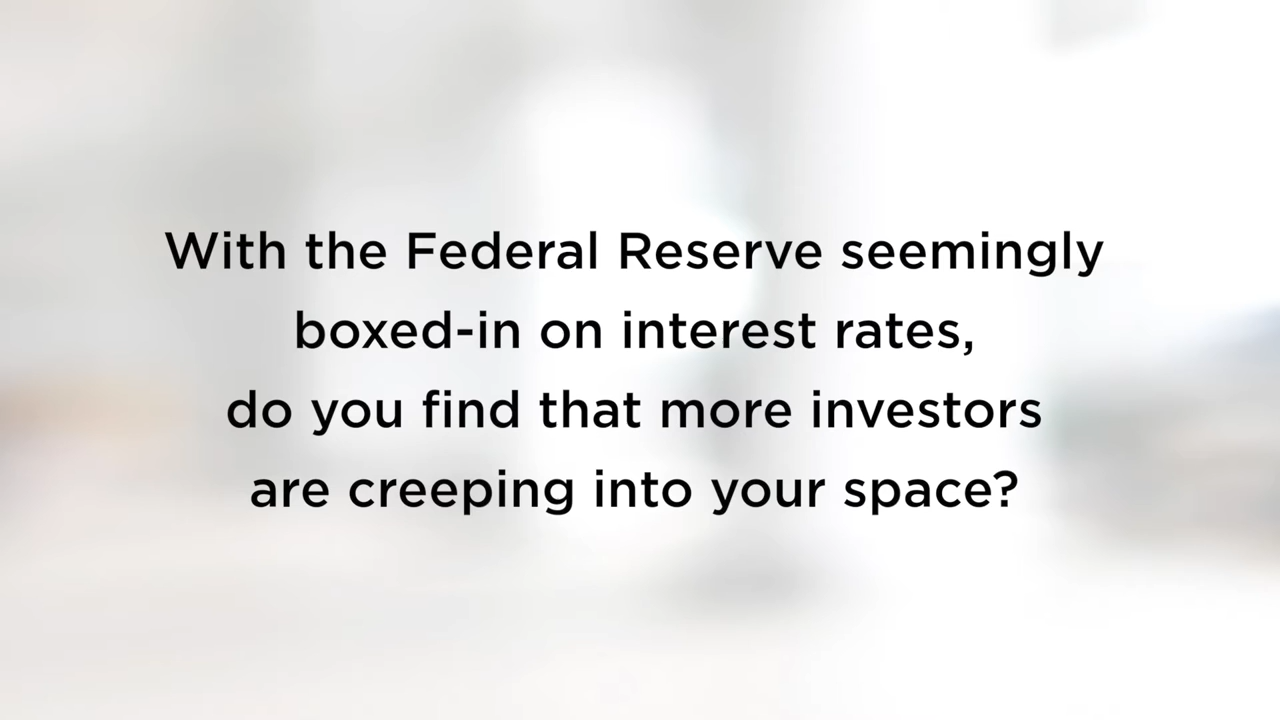 With the Federal Reserve seemingly
boxed-in on interest rates,
do you find that more investors
are creeping into your space?